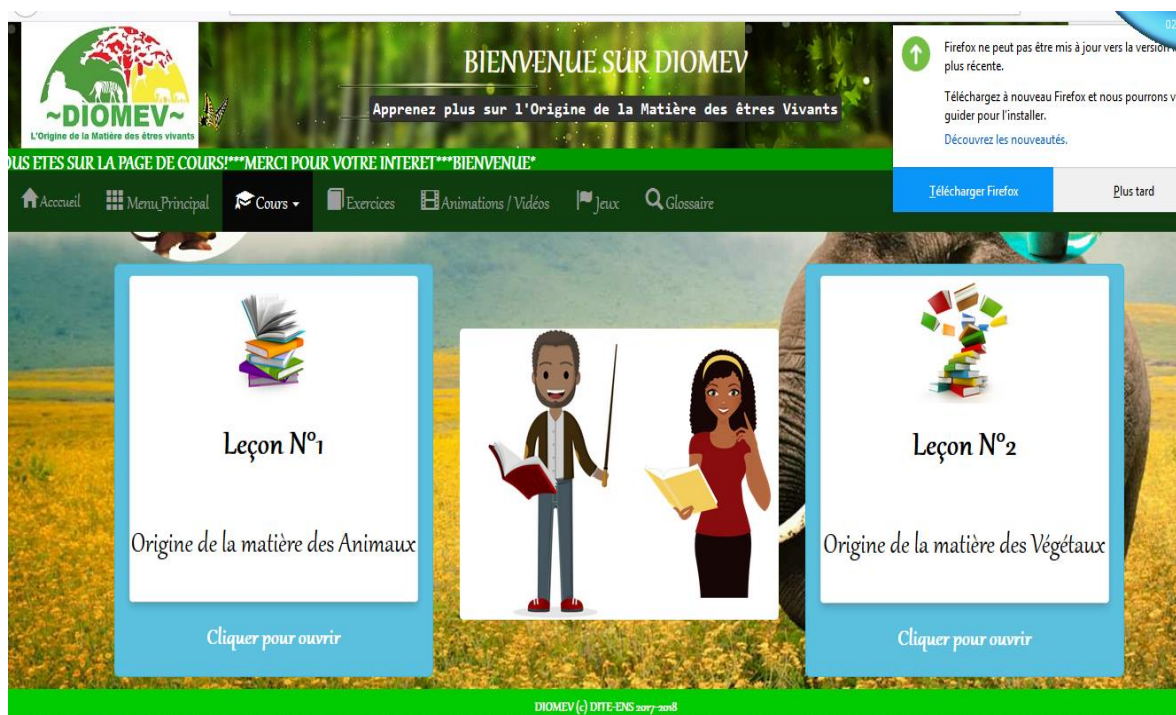 ~DIOMEV~
L'Origine de la Matière des êtres vivants
BIENVENUE SUR DIOMEV
Apprenez plus sur l'Origine de la Matière des êtres Vivants
02
Firefox ne peut pas être mis à jour vers la version
plus récente.
Téléchargez à nouveau Firefox et nous pourrons v
guider pour l'installer.
Découvrez les nouveautés.
Télécharger Firefox
Plus tard
OUS ETES SUR LA PAGE DE COURS!***MERCI POUR VOTRE INTERET***BIENVENUE*
Accueil Menu Principal Cours Exercices Animations / Vidéos Jeux Glossaire
Leçon N°1
Origine de la matière des Animaux
Cliquer pour ouvrir
Leçon N°2
Origine de la matière des Végétaux
Cliquer pour ouvrir
DIOMEV (c) DITE-ENS 2017-2018